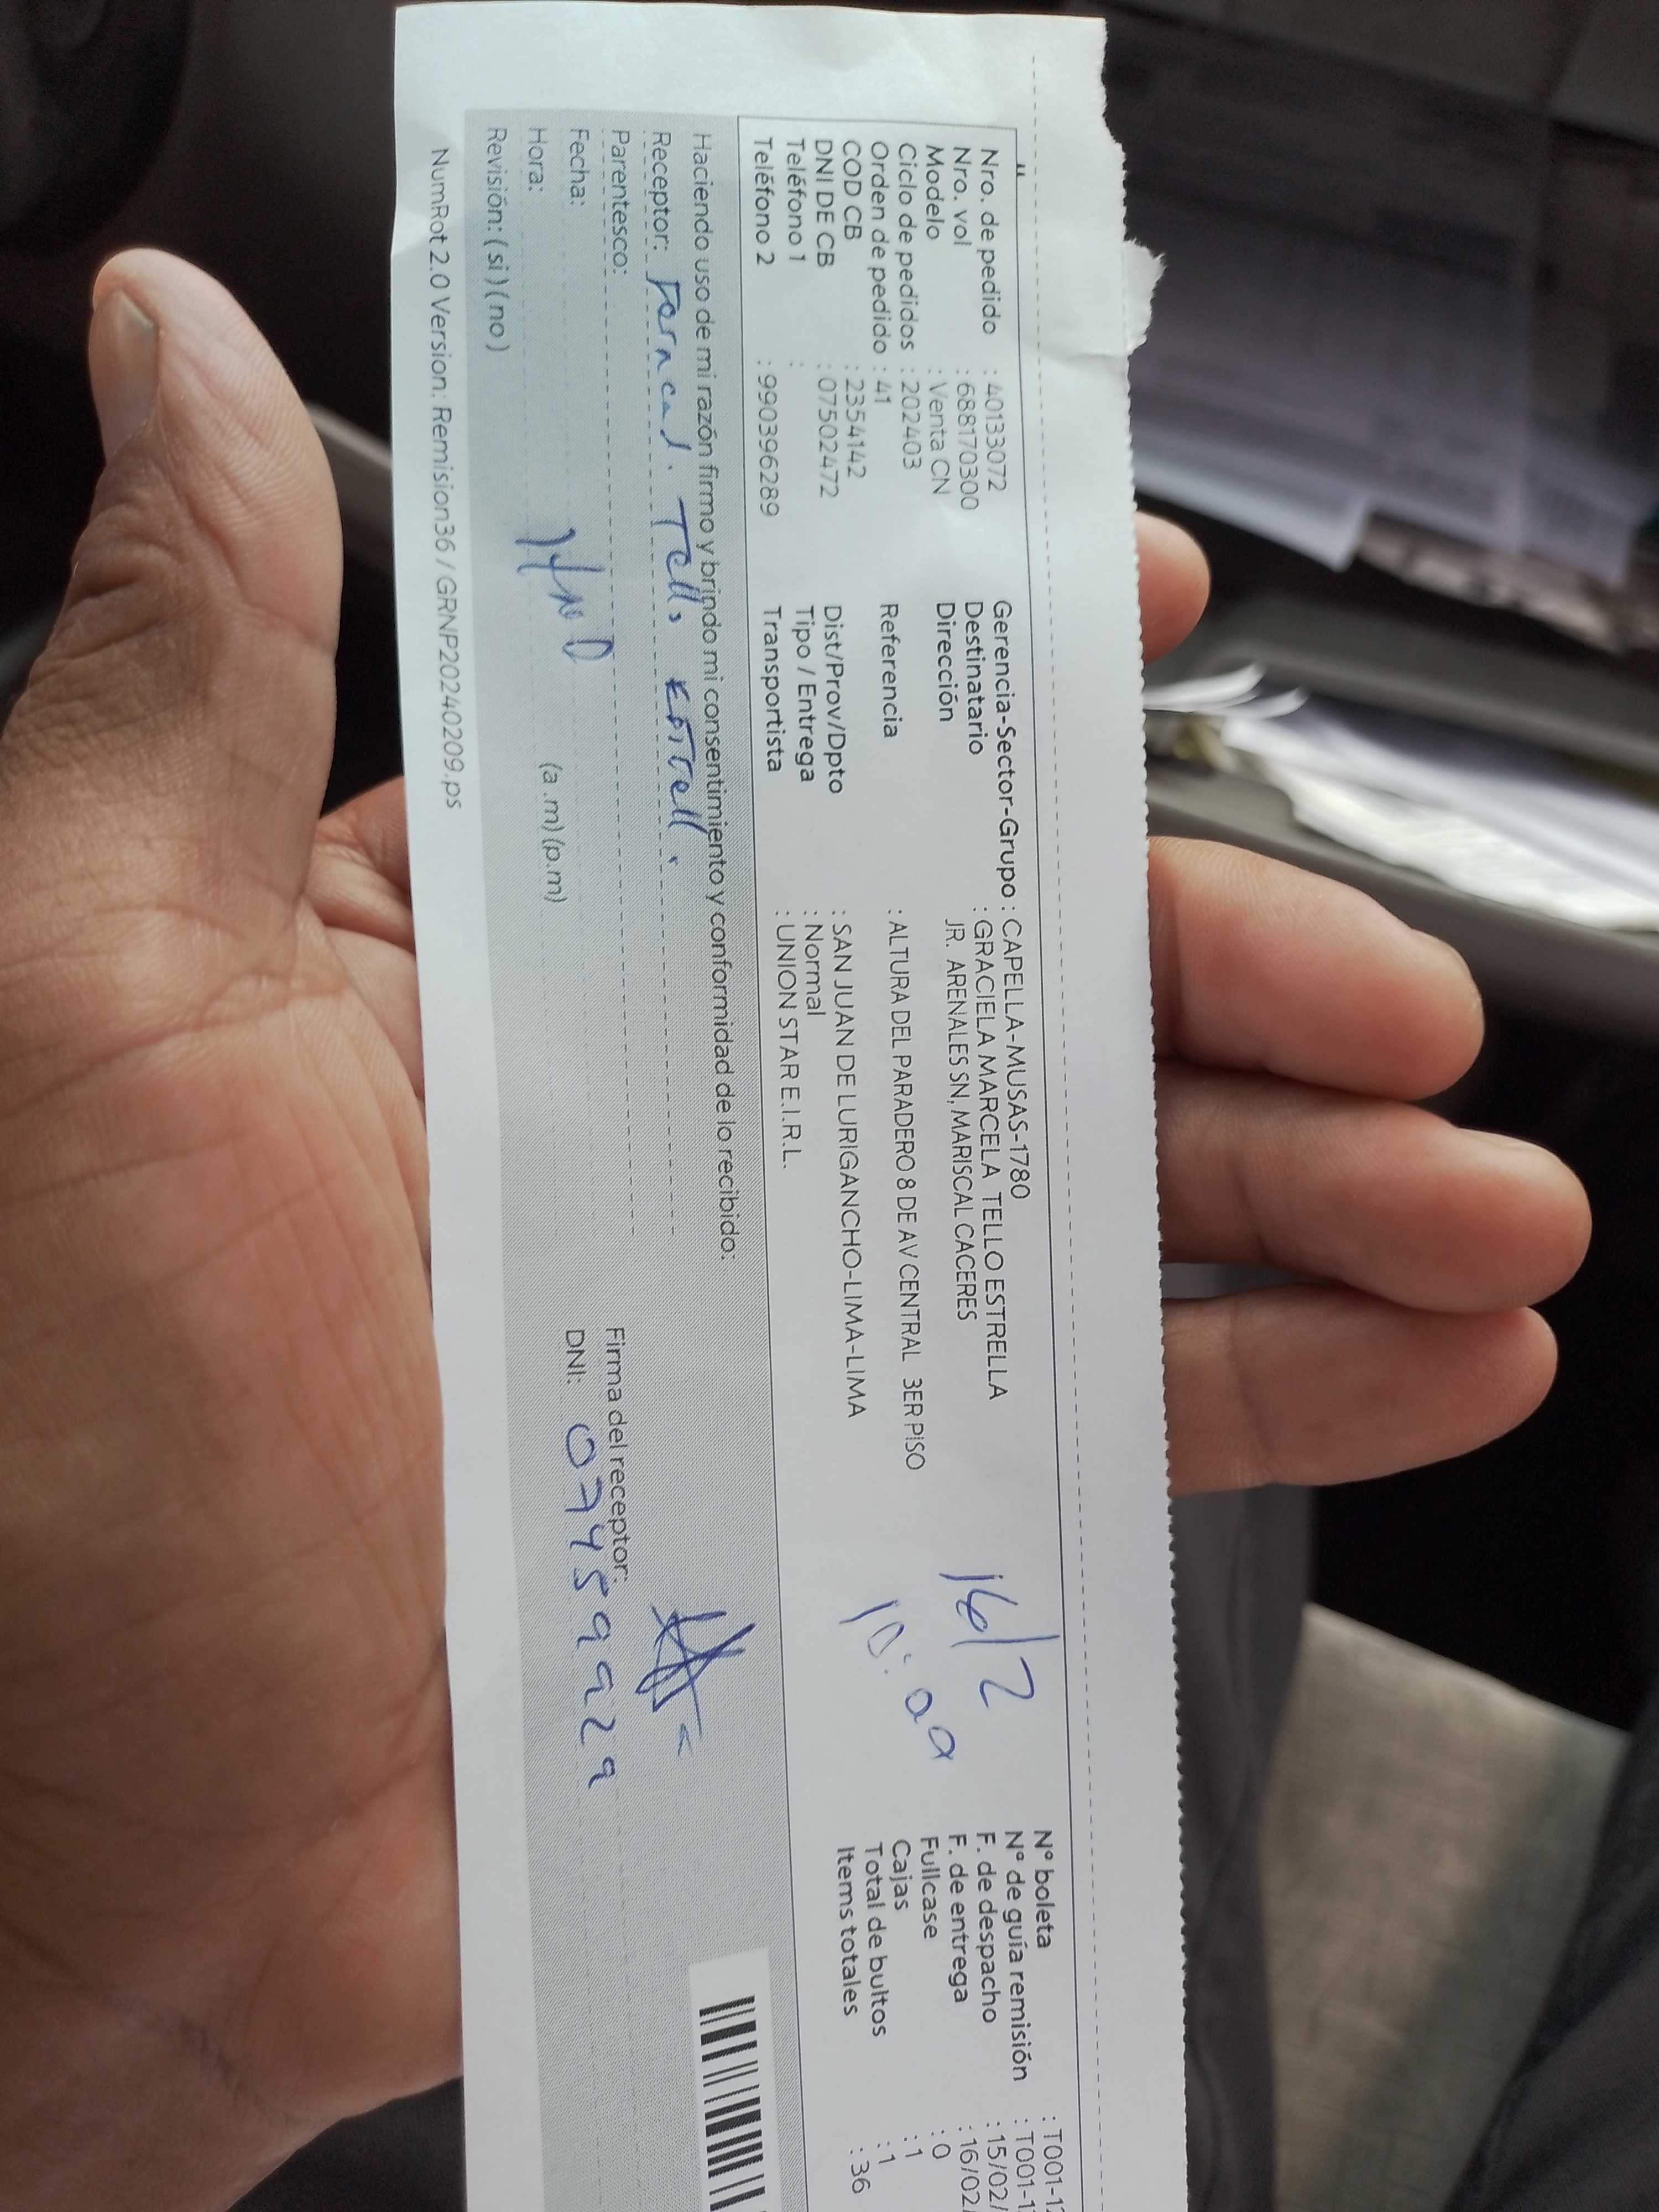 Nro. de pedido : 40133072
Nro. vol : 6881170300
Modelo : Venta CN
Ciclo de pedidos : 202403
Orden de pedido : 41
COD CB : 2354142
DNI DE CB : 07502472
Teléfono 1 :
Teléfono 2 : 990396289
Gerencia-Sector-Grupo : CAPELLA-MUSAS-1780
Destinatario : GRACIELA MARCELA TELLO ESTRELLA
Dirección JR. ARENALES SN, MARISCAL CACERES
Referencia : ALTURA DEL PARADERO 8 DE AV CENTRAL 3ER PISO
Dist/Prov/Dpto : SAN JUAN DE LURIGANCHO-LIMA-LIMA
Tipo / Entrega : Normal
Transportista : UNION STAR E.I.R.L.
16/2
10:00
N° boleta : T001-12
N° de guía remisión : T001-1
F. de despacho : 15/02/
F. de entrega : 16/02/
Fullcase : 0
Cajas : 1
Total de bultos : 1
Items totales : 36
Haciendo uso de mi razón firmo y brindo mi consentimiento y conformidad de lo recibido:
Receptor:
Parentesco:
Fecha:
Hora: (a.m) (p.m)
Revisión: ( si ) ( no )
Firma del receptor:
DNI: 07459929
NumRot 2.0 Version: Remision36 / GRNP20240209.ps